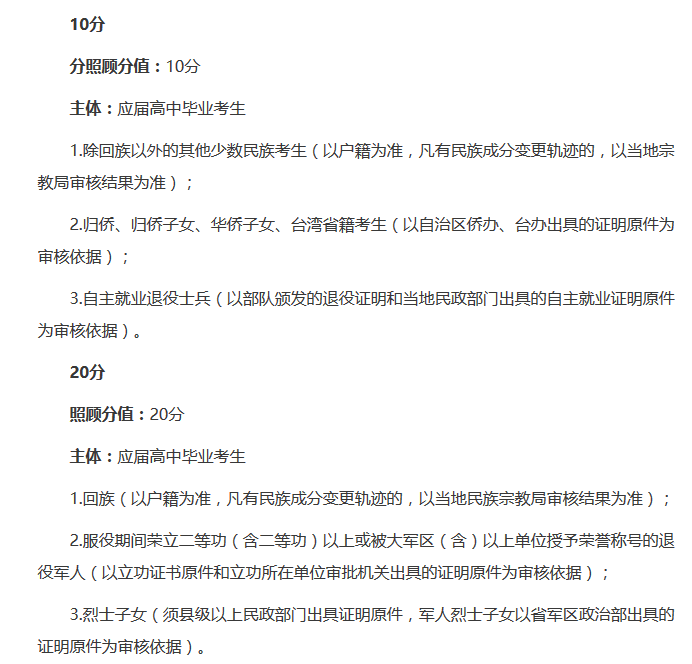 10分
分照顾分值：10分
主体：应届高中毕业考生
1.除回族以外的其他少数民族考生（以户籍为准，凡有民族成分变更轨迹的，以当地宗
教局审核结果为准）；
2.归侨、归侨子女、华侨子女、台湾省籍考生（以自治区侨办、台办出具的证明原件为
审核依据）；
3.自主就业退役士兵（以部队颁发的退役证明和当地民政部门出具的自主就业证明原件
为审核依据）。
20分
照顾分值：20分
主体：应届高中毕业考生
1.回族（以户籍为准，凡有民族成分变更轨迹的，以当地民族宗教局审核结果为准）；
2.服役期间荣立二等功（含二等功）以上或被大军区（含）以上单位授予荣誉称号的退
役军人（以立功证书原件和立功所在单位审批机关出具的证明原件为审核依据）；
3.烈士子女（须县级以上民政部门出具证明原件，军人烈士子女以省军区政治部出具的
证明原件为审核依据）。